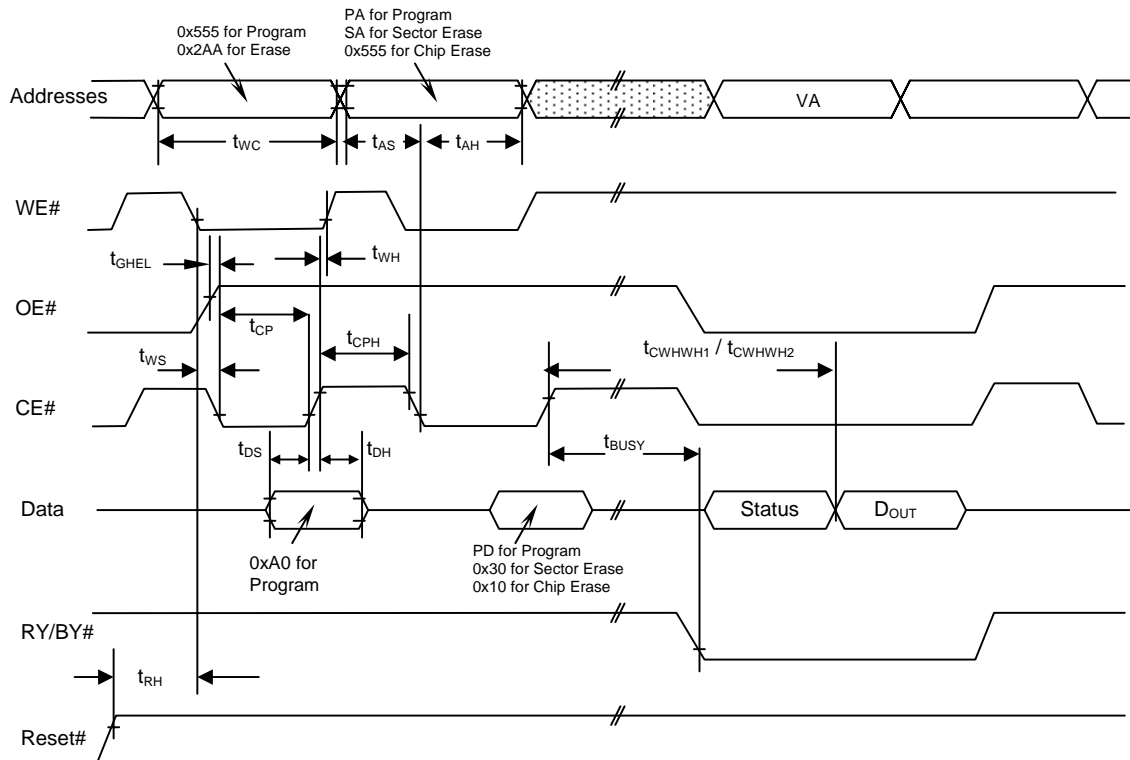 0x555 for Program
0x2AA for Erase
PA for Program
SA for Sector Erase
0x555 for Chip Erase
Addresses
VA
tWC
tAS
tAH
WE#
tGHEL
tWH
OE#
tCP
tCPH
tWS
tCWHWH1 / tCWHWH2
CE#
tDS
tDH
tBUSY
Data
Status
DOUT
0xA0 for
Program
PD for Program
0x30 for Sector Erase
0x10 for Chip Erase
RY/BY#
tRH
Reset#